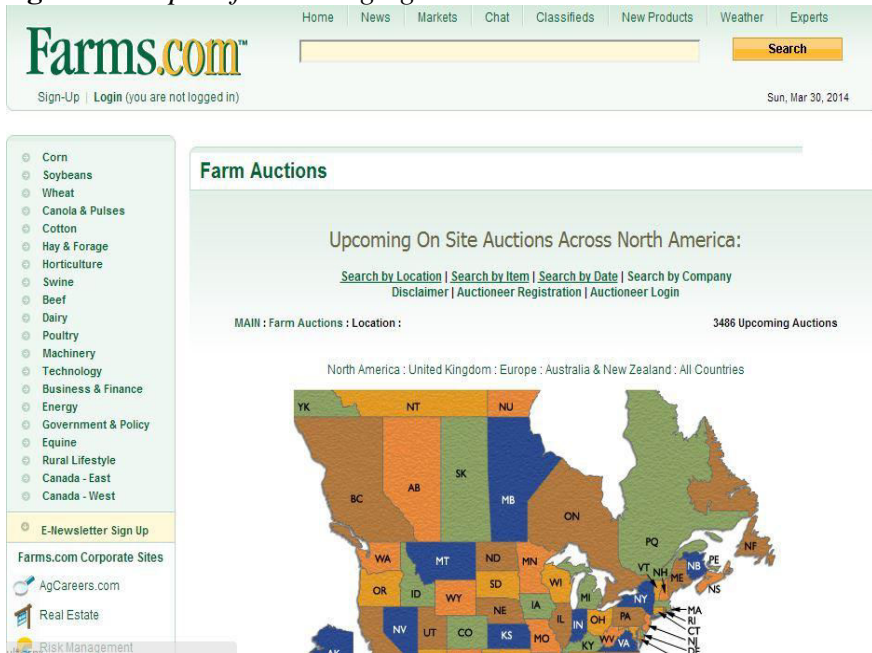 Home News Markets Chat Classifieds New Products Weather Experts
Farms.com™
Search
Sign-Up | Login (you are not logged in)
Sun, Mar 30, 2014
Corn
Soybeans
Wheat
Canola & Pulses
Cotton
Hay & Forage
Horticulture
Swine
Beef
Dairy
Poultry
Machinery
Technology
Business & Finance
Energy
Government & Policy
Equine
Rural Lifestyle
Canada - East
Canada - West
E-Newsletter Sign Up
Farms.com Corporate Sites
AgCareers.com
Real Estate
Risk Management
Farm Auctions
Upcoming On Site Auctions Across North America:
Search by Location | Search by Item | Search by Date | Search by Company
Disclaimer | Auctioneer Registration | Auctioneer Login
MAIN : Farm Auctions : Location :
3486 Upcoming Auctions
North America : United Kingdom : Europe : Australia & New Zealand : All Countries
YK NT NU
BC AB SK MB ON PQ NF
PE NB NS
WA MT ND MN VT NH ME
OR ID WY SD WI MI NY MA
NE IA RI
IL IN OH PA CT
NV UT CO KS MO KY WV VA NJ
AK DE